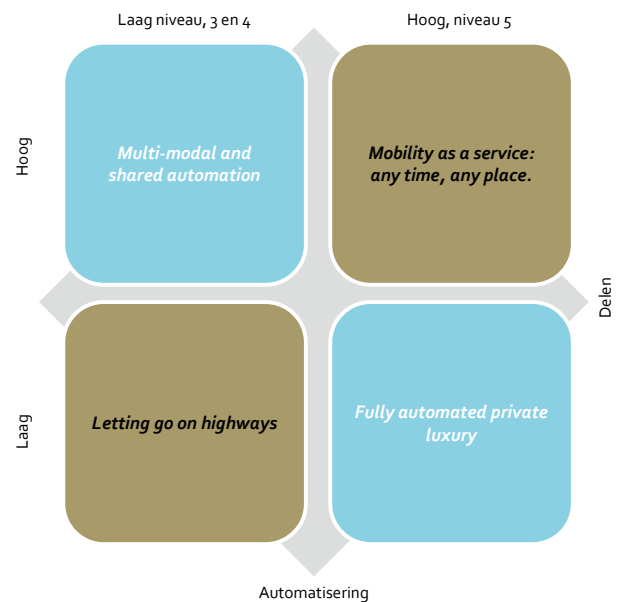 Laag niveau, 3 en 4
Hoog, niveau 5
Hoog
Multi-modal and
shared automation
Mobility as a service:
any time, any place.
Delen
Laag
Letting go on highways
Fully automated private
luxury
Automatisering